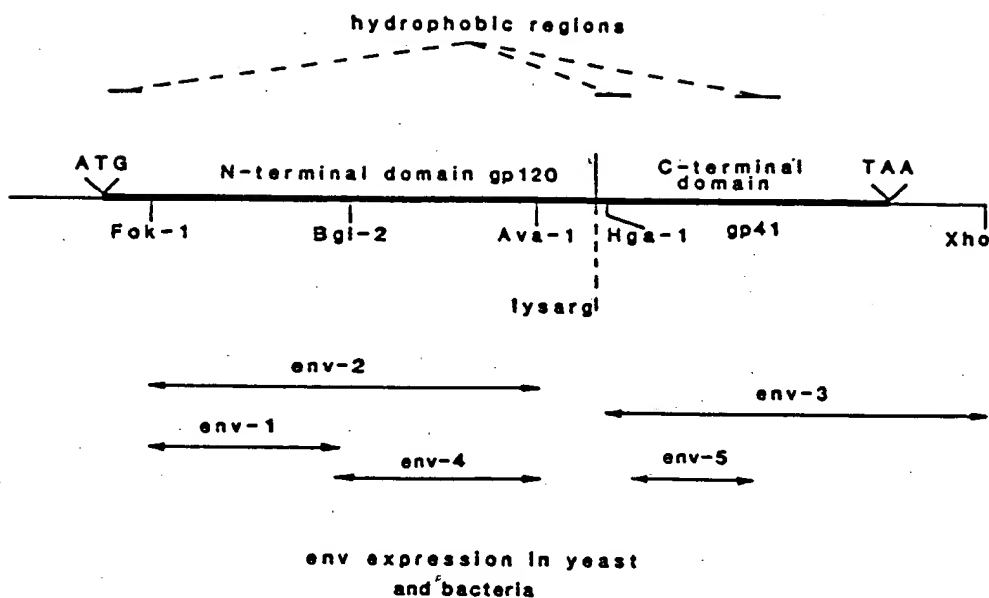 hydrophobic regions
ATG
N-terminal domain gp120
C-terminal
domain
TAA
Fok-1
Bgl-2
Ava-1
Hga-1
gp41
Xho
lysarg
env-2
env-3
env-1
env-4
env-5
env expression in yeast
and bacteria